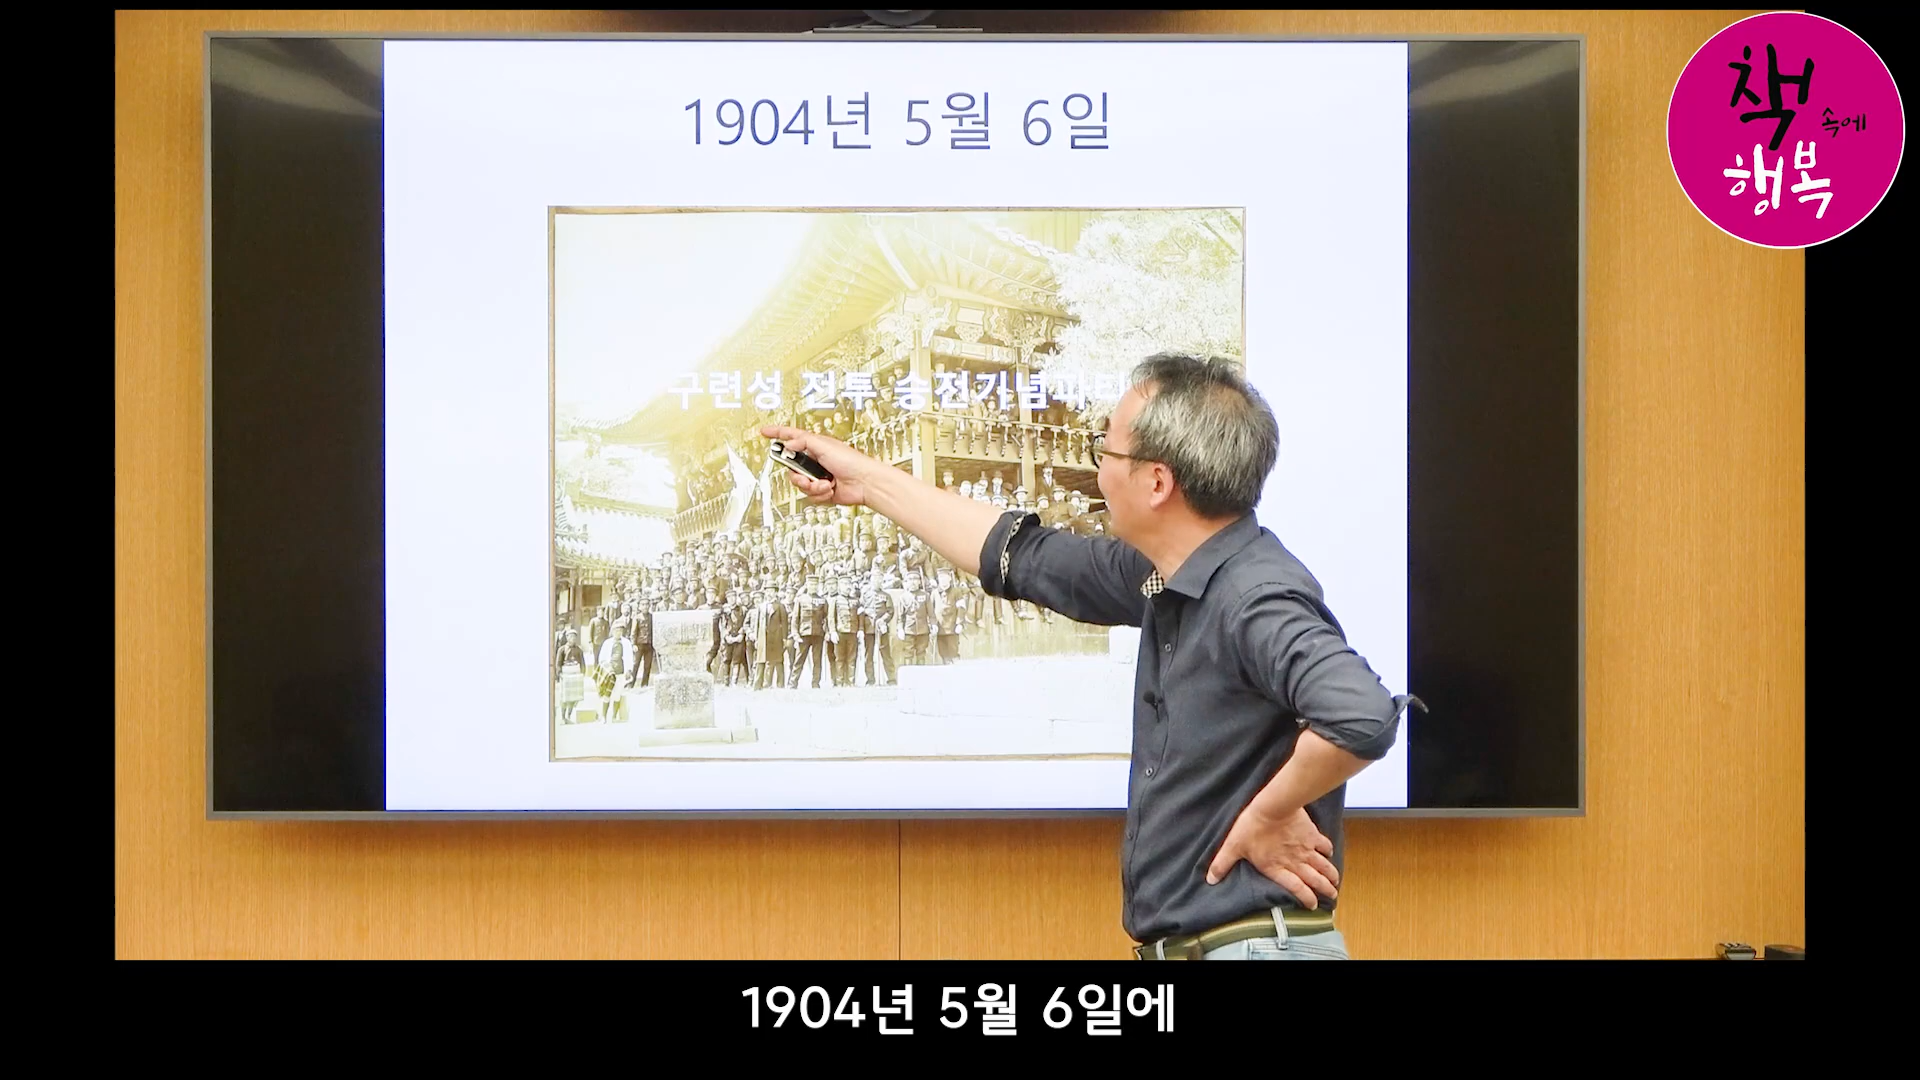 1904년 5월 6일
구련성 전투 승전기념파티
책
속에
행복
1904년 5월 6일에